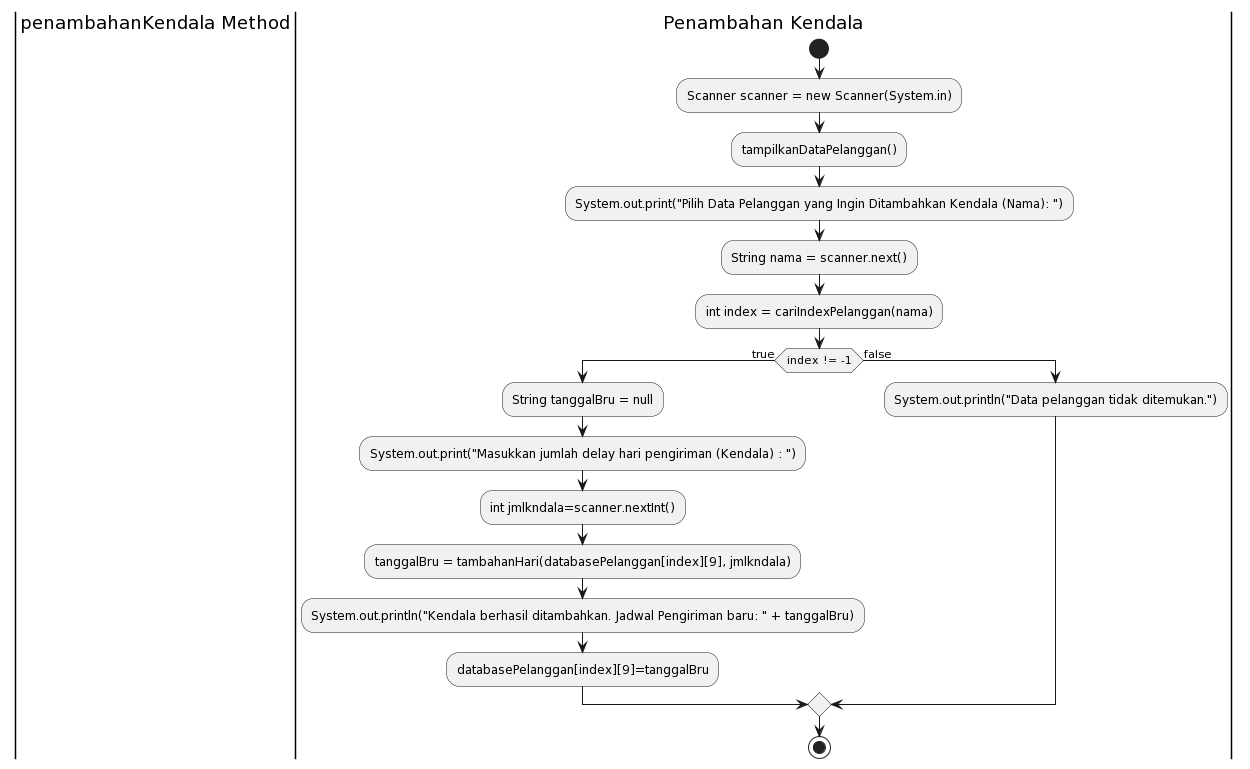 penambahanKendala Method
Penambahan Kendala
Scanner scanner = new Scanner(System.in)
tampilkanDataPelanggan()
System.out.print("Pilih Data Pelanggan yang Ingin Ditambahkan Kendala (Nama): ")
String nama = scanner.next()
int index = cariIndexPelanggan(nama)
true
index != -1
false
String tanggalBru = null
System.out.println("Data pelanggan tidak ditemukan.")
System.out.print("Masukkan jumlah delay hari pengiriman (Kendala) : ")
int jmlkndala=scanner.nextInt()
tanggalBru = tambahanHari(databasePelanggan[index][9], jmlkndala)
System.out.println("Kendala berhasil ditambahkan. Jadwal Pengiriman baru: " + tanggalBru)
databasePelanggan[index][9]=tanggalBru